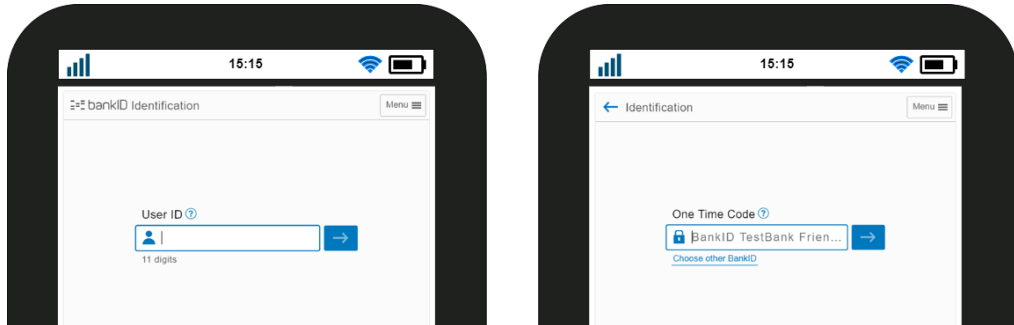 15:15
bankID Identification
Menu
User ID ?
11 digits
15:15
Identification
Menu
One Time Code ?
BankID TestBank Frien...
Choose other BankID